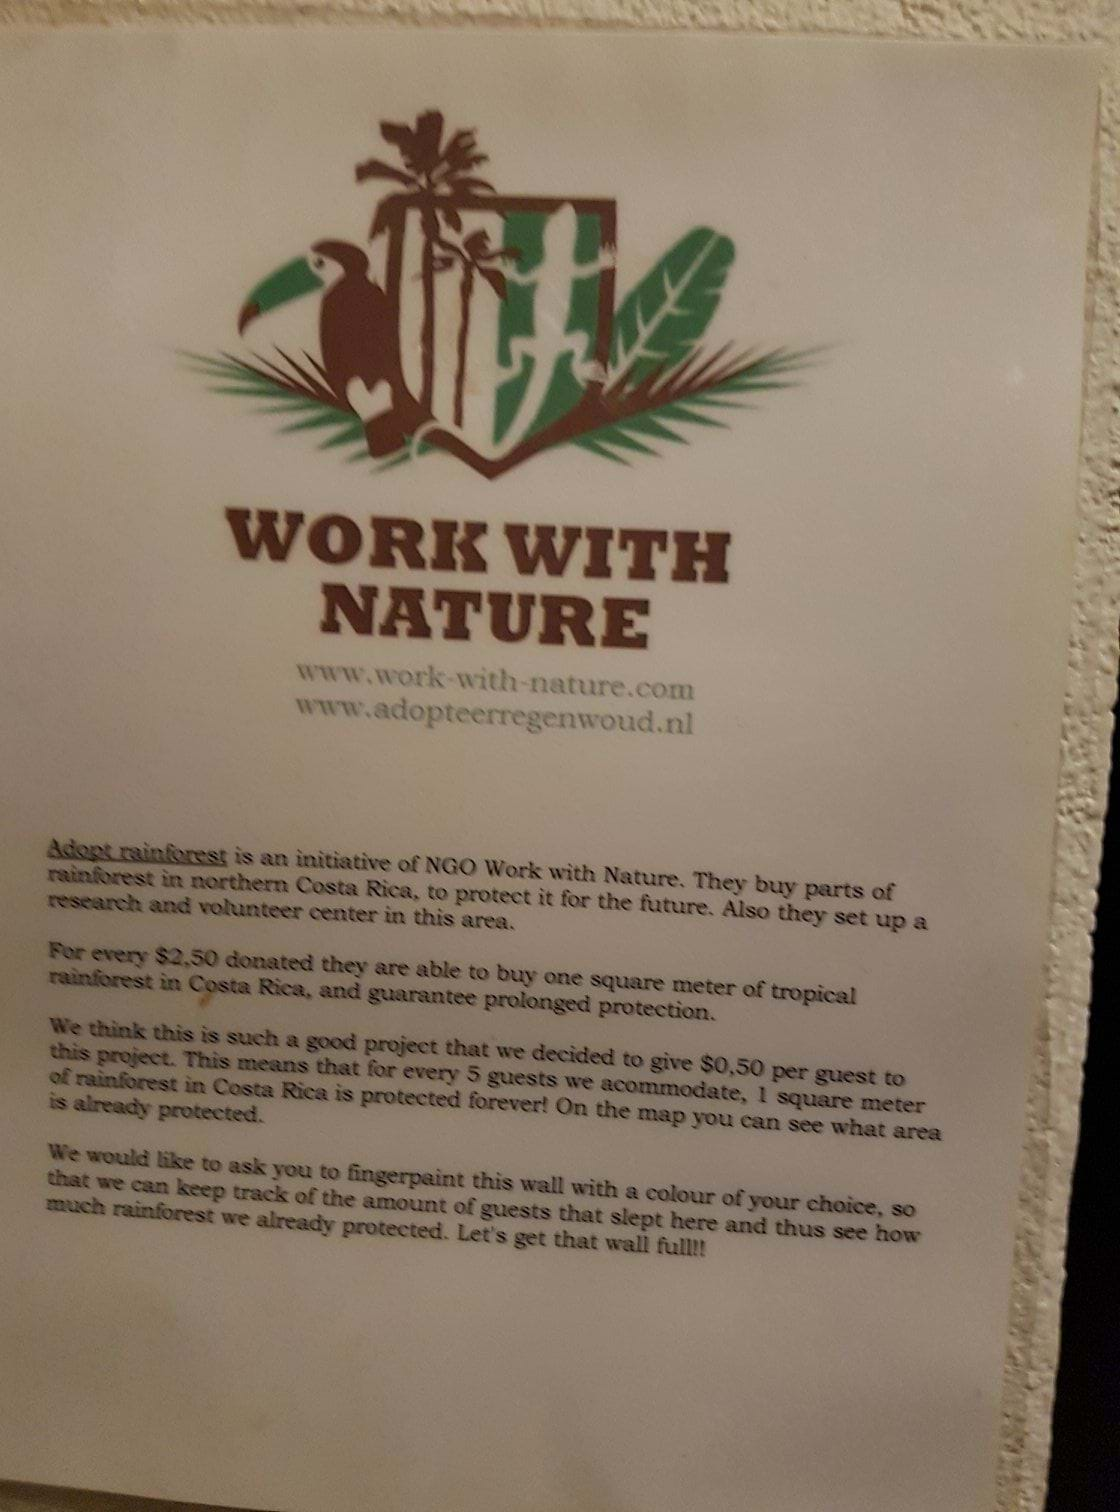 WORK WITH
NATURE
www.work-with-nature.com
www.adopteerregenwoud.nl
Adopt rainforest is an initiative of NGO Work with Nature. They buy parts of
rainforest in northern Costa Rica, to protect it for the future. Also they set up a
research and volunteer center in this area.
For every $2,50 donated they are able to buy one square meter of tropical
rainforest in Costa Rica, and guarantee prolonged protection.
We think this is such a good project that we decided to give $0,50 per guest to
this project. This means that for every 5 guests we acommodate, 1 square meter
of rainforest in Costa Rica is protected forever! On the map you can see what area
is already protected.
We would like to ask you to fingerpaint this wall with a colour of your choice, so
that we can keep track of the amount of guests that slept here and thus see how
much rainforest we already protected. Let's get that wall full!!